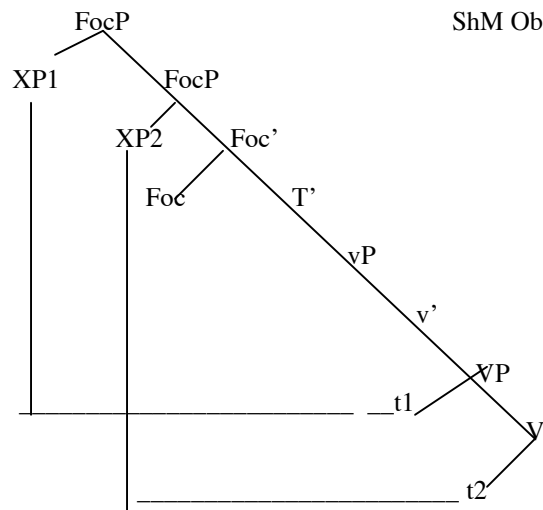 FocP ShM Ob
XP1 FocP
XP2 Foc’
Foc T’
vP
v’
VP
t1
V
t2